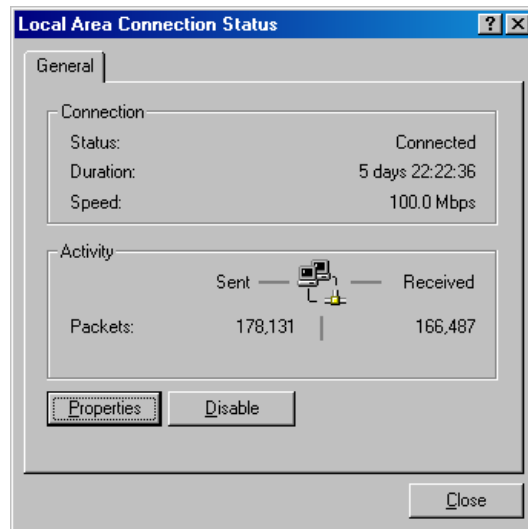 Local Area Connection Status
General
Connection
Status: Connected
Duration: 5 days 22:22:36
Speed: 100.0 Mbps
Activity
Sent Received
Packets: 178,131 166,487
Properties Disable
Close